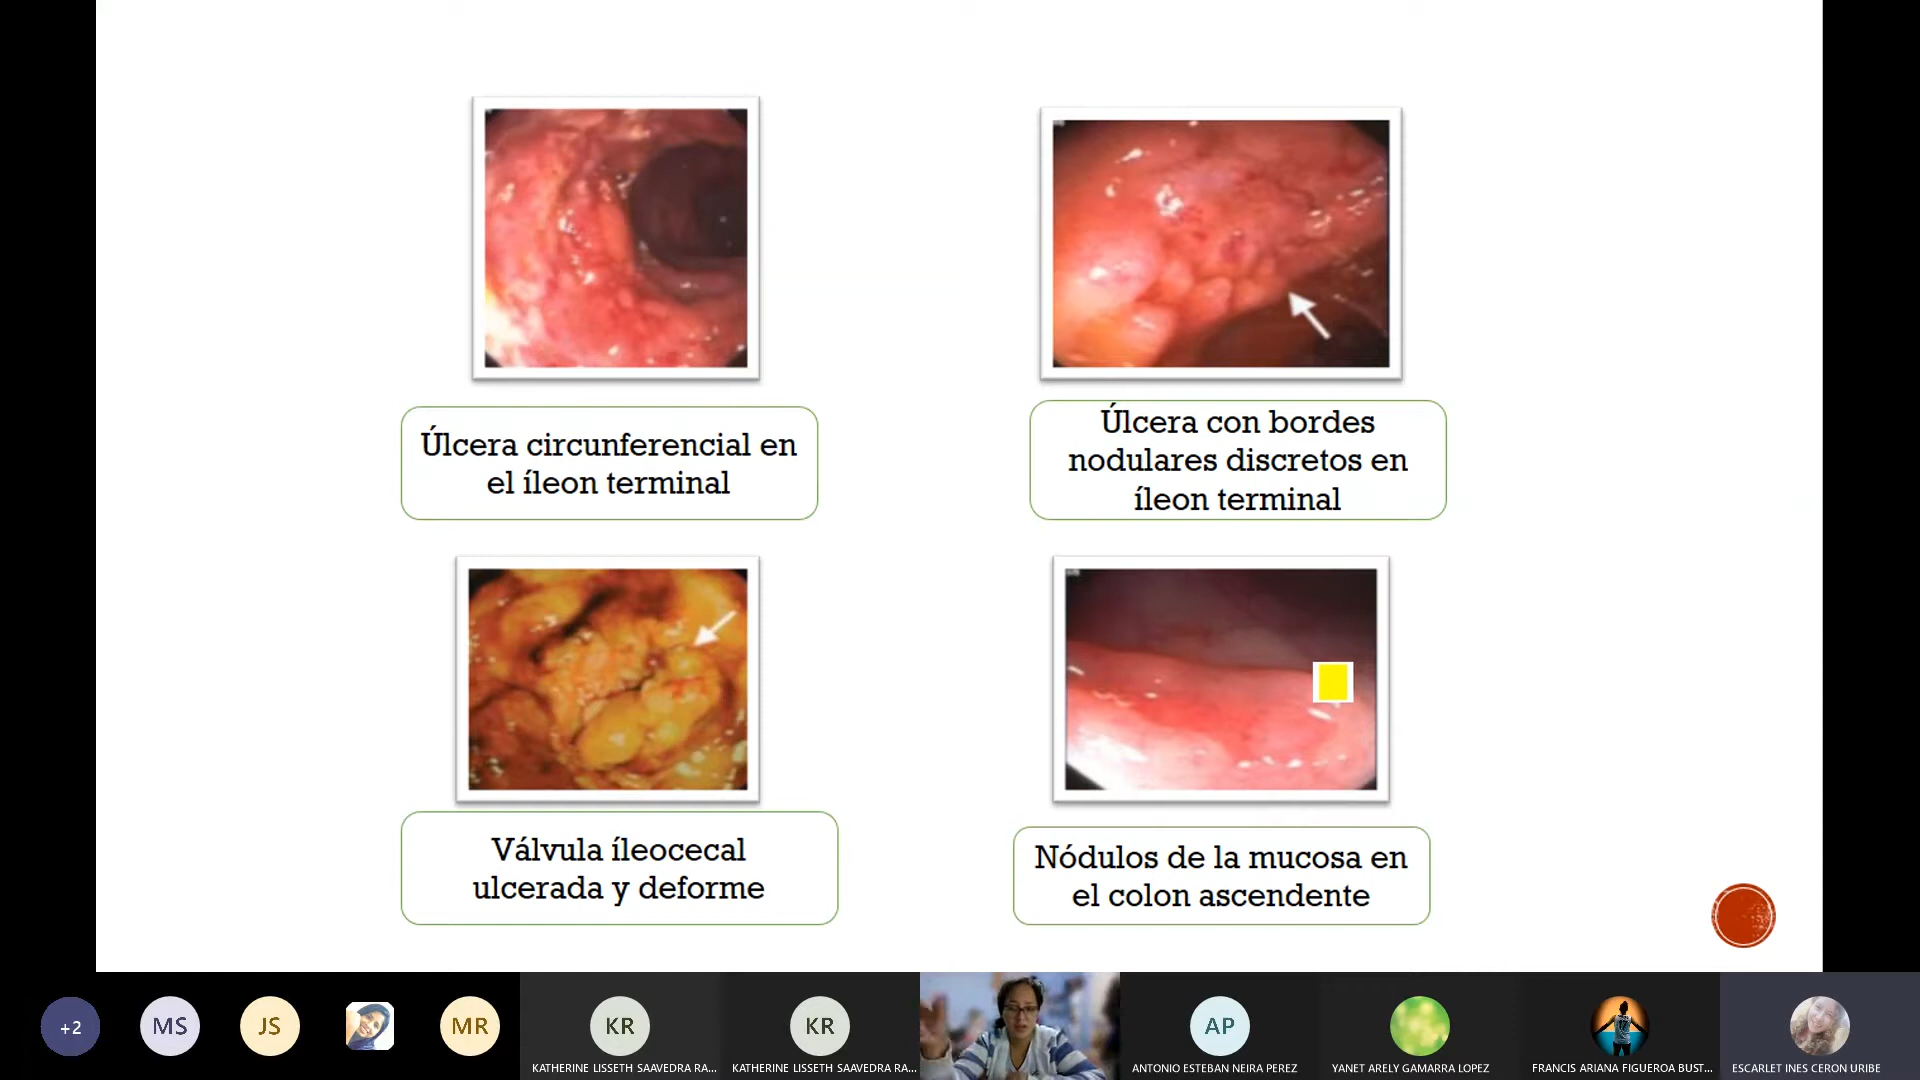 Úlcera circunferencial en
el íleon terminal
Úlcera con bordes
nodulares discretos en
íleon terminal
Válvula íleocecal
ulcerada y deforme
Nódulos de la mucosa en
el colon ascendente
+2
MS
JS
MR
KR
KR
AP
KATHERINE LISSETH SAAVEDRA RA...
KATHERINE LISSETH SAAVEDRA RA...
ANTONIO ESTEBAN NEIRA PEREZ
YANET ARELY GAMARRA LOPEZ
FRANCIS ARIANA FIGUEROA BUST...
ESCARLET INES CERON URIBE